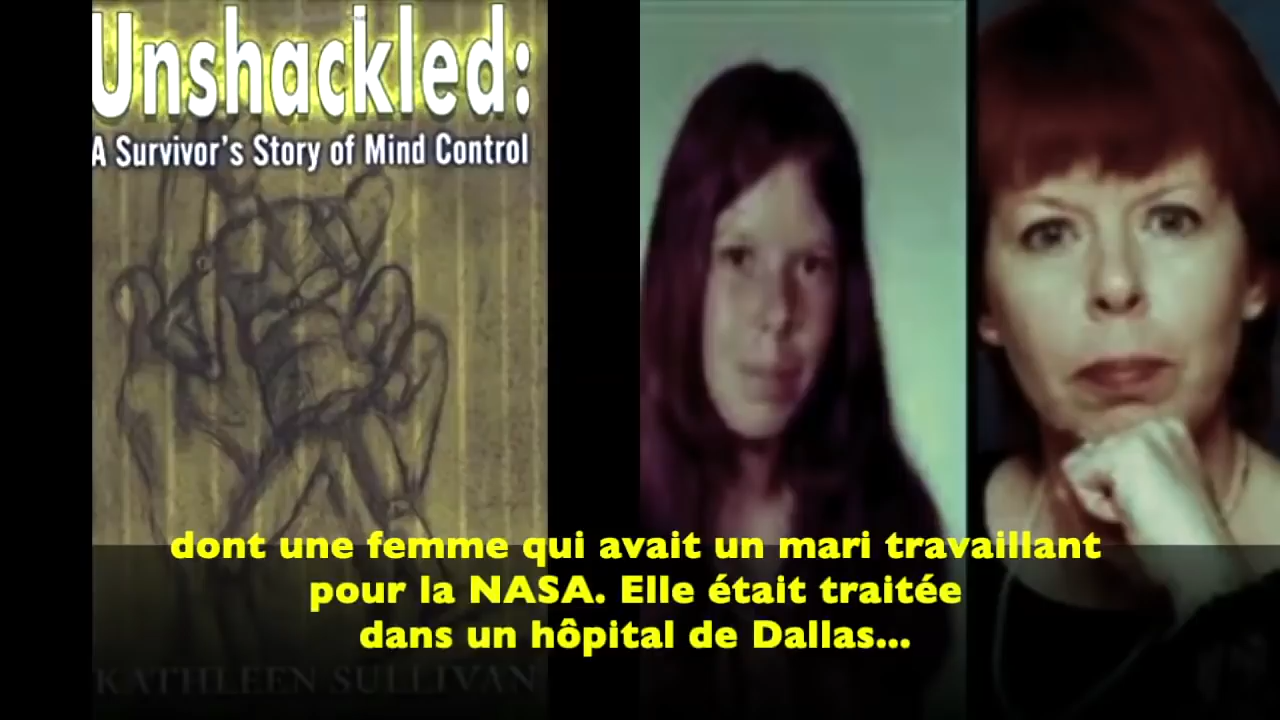 Unshackled:
A Survivor's Story of Mind Control
dont une femme qui avait un mari travaillant
pour la NASA. Elle était traitée
dans un hôpital de Dallas...
KATHLEEN SULLIVAN